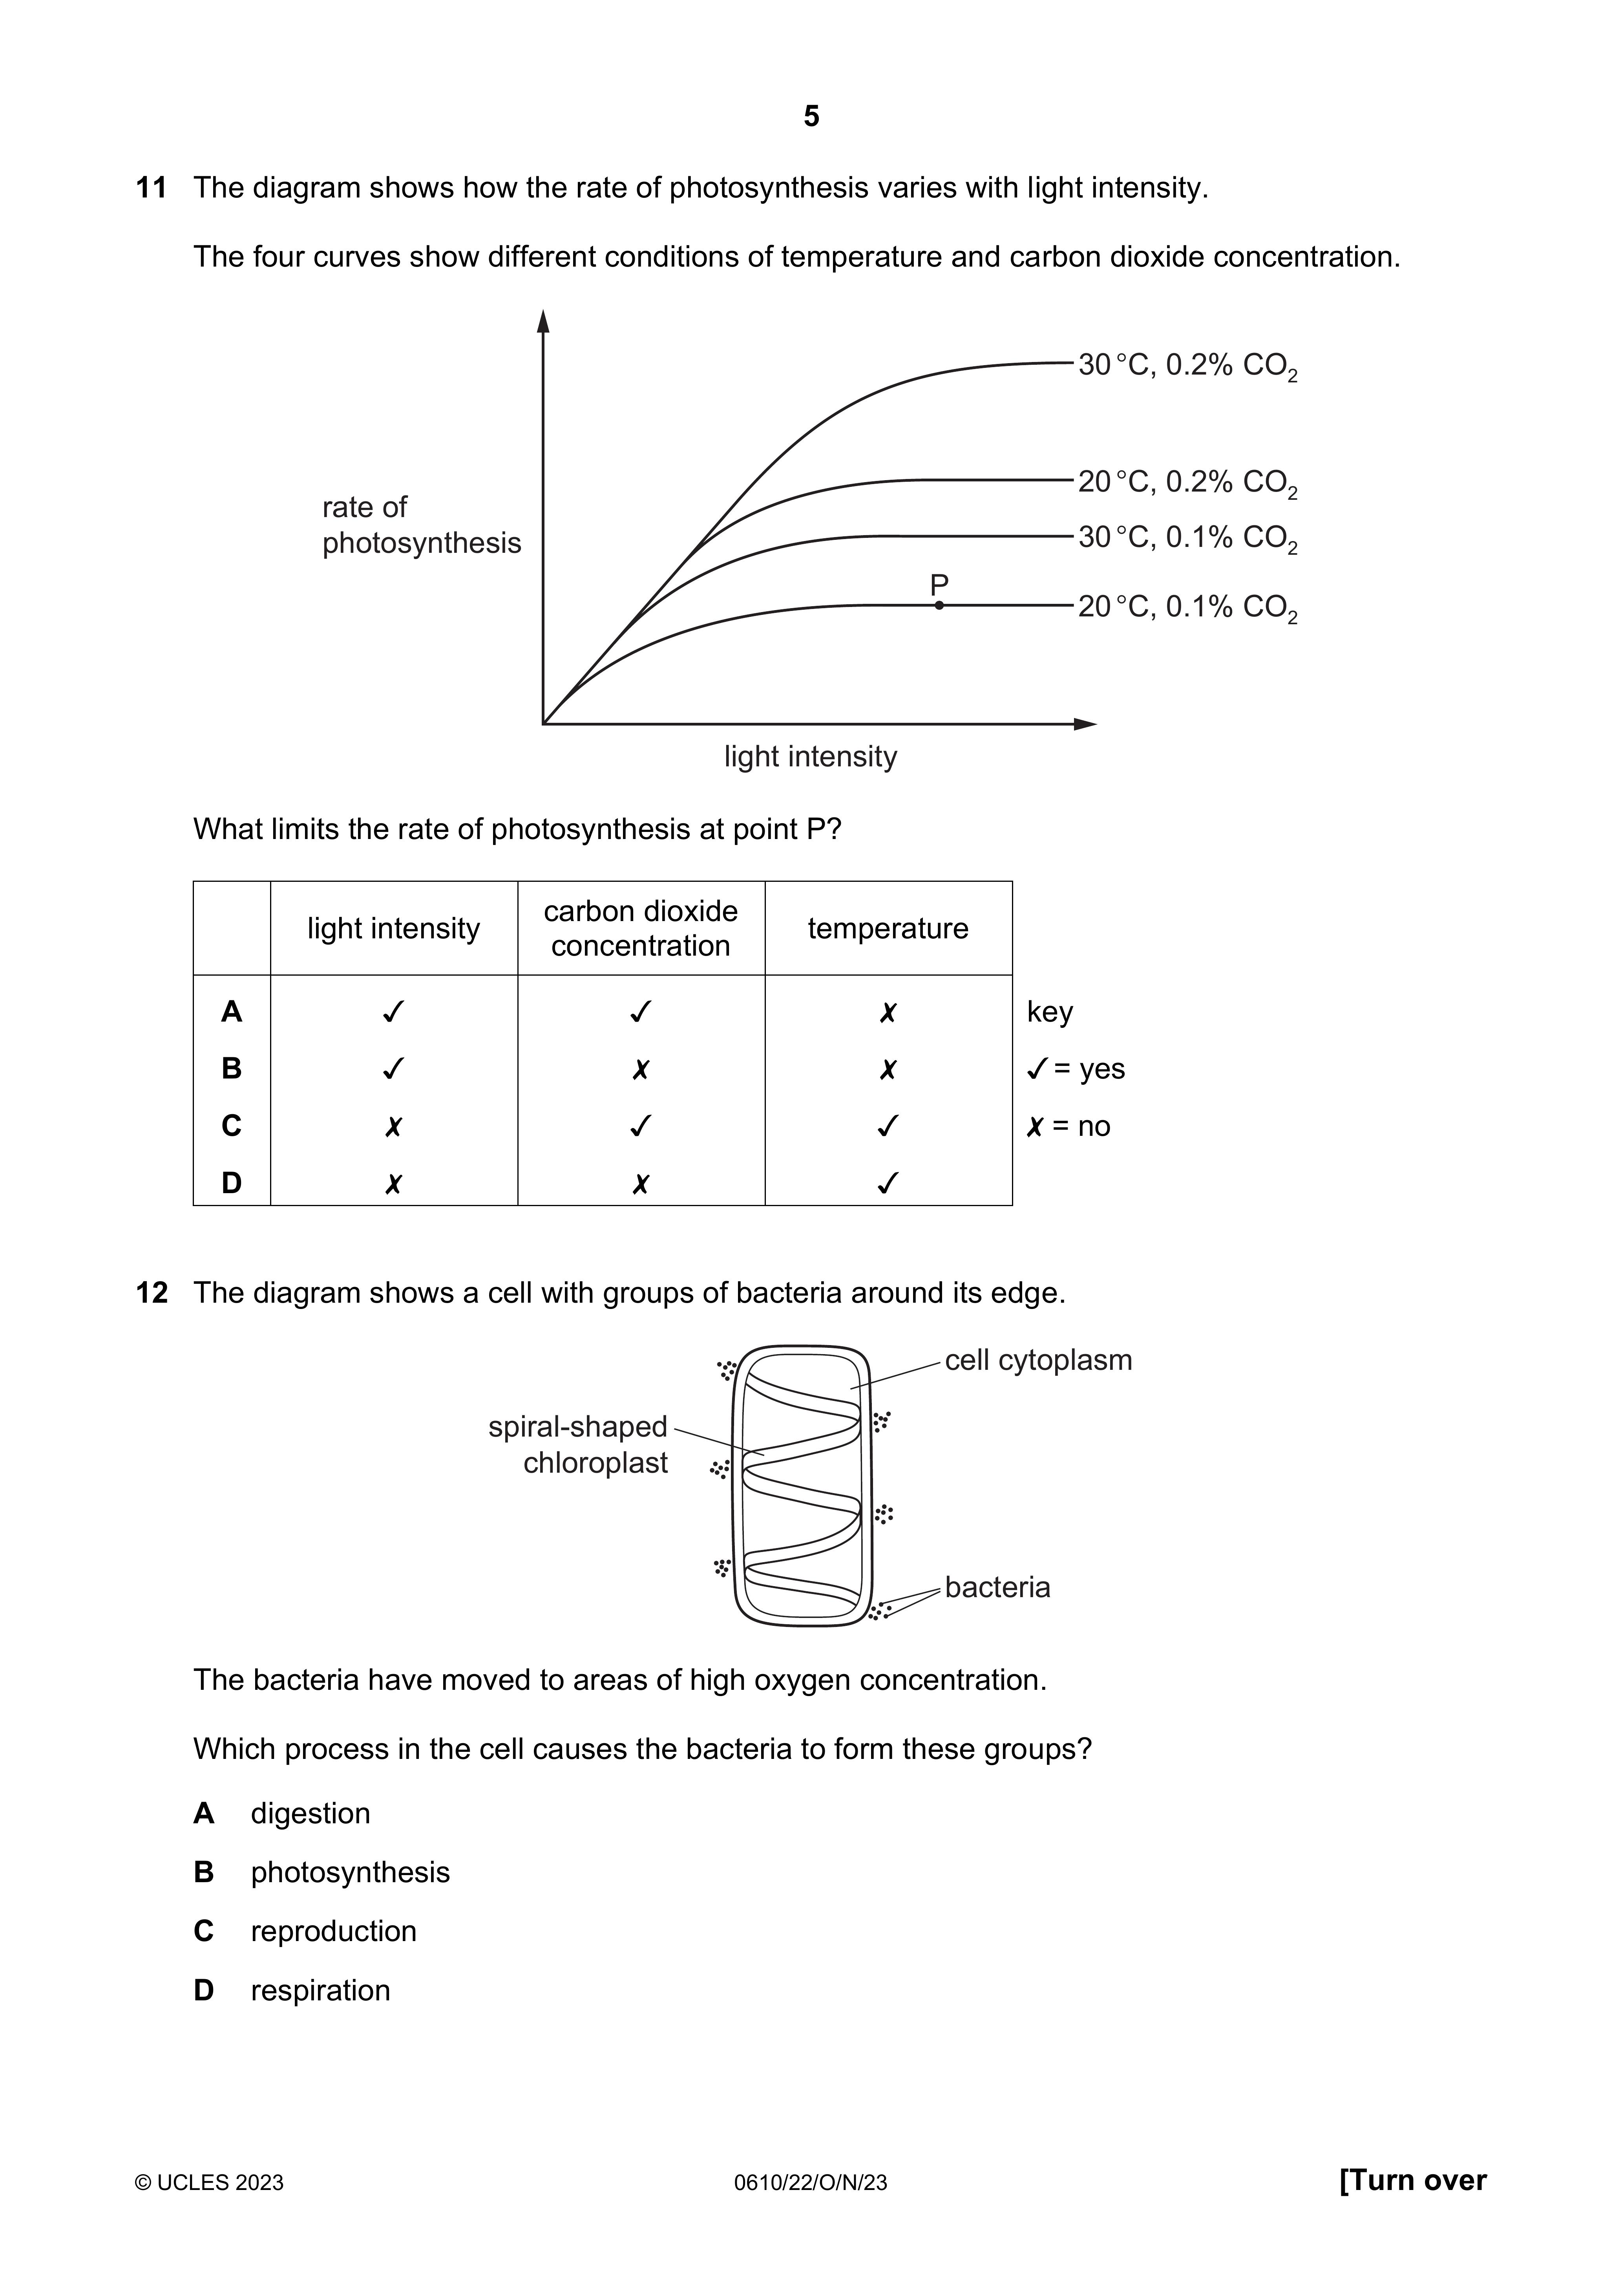 5
11 The diagram shows how the rate of photosynthesis varies with light intensity.
The four curves show different conditions of temperature and carbon dioxide concentration.
30 °C, 0.2% CO₂
20 °C, 0.2% CO₂
rate of
photosynthesis
30 °C, 0.1% CO₂
P
20 °C, 0.1% CO₂
light intensity
What limits the rate of photosynthesis at point P?
light intensity carbon dioxide concentration temperature
A ✓ ✓ ✗ key
B ✓ ✗ ✗ ✓ = yes
C ✗ ✓ ✓ ✗ = no
D ✗ ✗ ✓
12 The diagram shows a cell with groups of bacteria around its edge.
cell cytoplasm
spiral-shaped
chloroplast
bacteria
The bacteria have moved to areas of high oxygen concentration.
Which process in the cell causes the bacteria to form these groups?
A digestion
B photosynthesis
C reproduction
D respiration
© UCLES 2023 0610/22/O/N/23 [Turn over